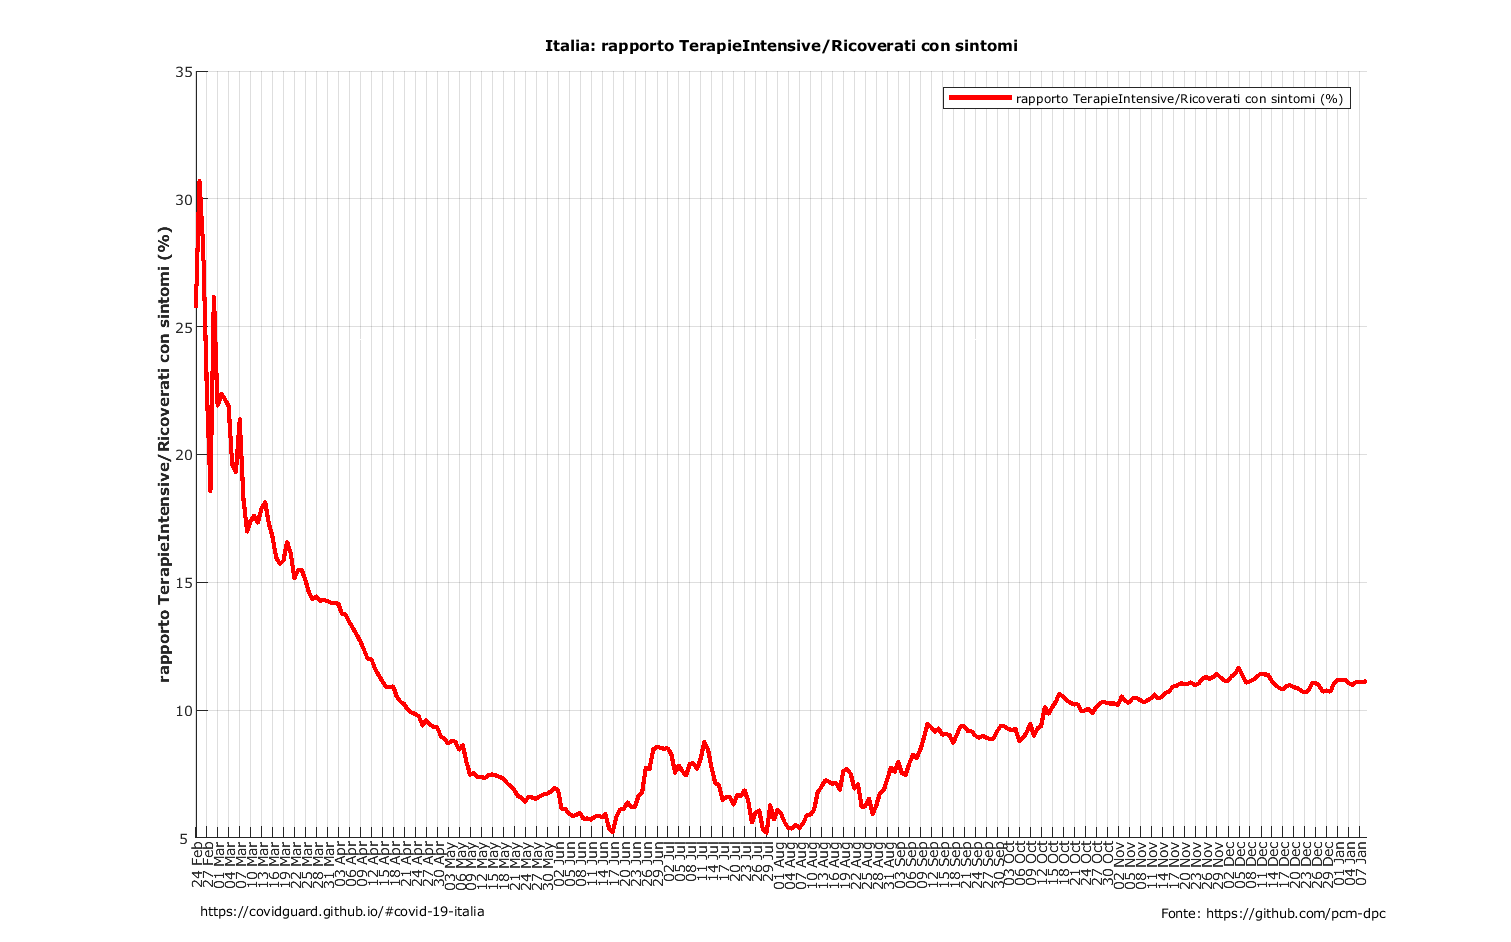 Italia: rapporto TerapieIntensive/Ricoverati con sintomi
rapporto TerapieIntensive/Ricoverati con sintomi (%)
rapporto TerapieIntensive/Ricoverati con sintomi (%)
35
30
25
20
15
10
5
24 Feb
27 Feb
01 Mar
04 Mar
07 Mar
10 Mar
13 Mar
16 Mar
19 Mar
22 Mar
25 Mar
28 Mar
31 Mar
03 Apr
06 Apr
09 Apr
12 Apr
15 Apr
18 Apr
21 Apr
24 Apr
27 Apr
30 Apr
03 May
06 May
09 May
12 May
15 May
18 May
21 May
24 May
27 May
30 May
02 Jun
05 Jun
08 Jun
11 Jun
14 Jun
17 Jun
20 Jun
23 Jun
26 Jun
29 Jun
02 Jul
05 Jul
08 Jul
11 Jul
14 Jul
17 Jul
20 Jul
23 Jul
26 Jul
29 Jul
01 Aug
04 Aug
07 Aug
10 Aug
13 Aug
16 Aug
19 Aug
22 Aug
25 Aug
28 Aug
31 Aug
03 Sep
06 Sep
09 Sep
12 Sep
15 Sep
18 Sep
21 Sep
24 Sep
27 Sep
30 Sep
03 Oct
06 Oct
09 Oct
12 Oct
15 Oct
18 Oct
21 Oct
24 Oct
27 Oct
30 Oct
02 Nov
05 Nov
08 Nov
11 Nov
14 Nov
17 Nov
20 Nov
23 Nov
26 Nov
29 Nov
02 Dec
05 Dec
08 Dec
11 Dec
14 Dec
17 Dec
20 Dec
23 Dec
26 Dec
29 Dec
01 Jan
04 Jan
07 Jan
https://covidguard.github.io/#covid-19-italia
Fonte: https://github.com/pcm-dpc